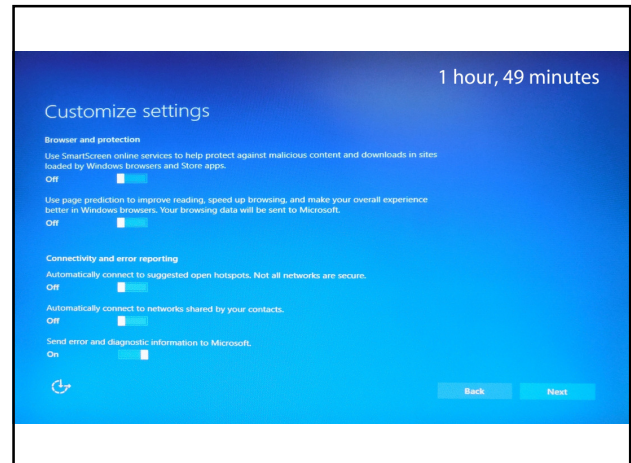 1 hour, 49 minutes
Customize settings
Browser and protection
Use SmartScreen online services to help protect against malicious content and downloads in sites
loaded by Windows browsers and Store apps.
Off
Use page prediction to improve reading, speed up browsing, and make your overall experience
better in Windows browsers. Your browsing data will be sent to Microsoft.
Off
Connectivity and error reporting
Automatically connect to suggested open hotspots. Not all networks are secure.
Off
Automatically connect to networks shared by your contacts.
Off
Send error and diagnostic information to Microsoft.
On
Back
Next